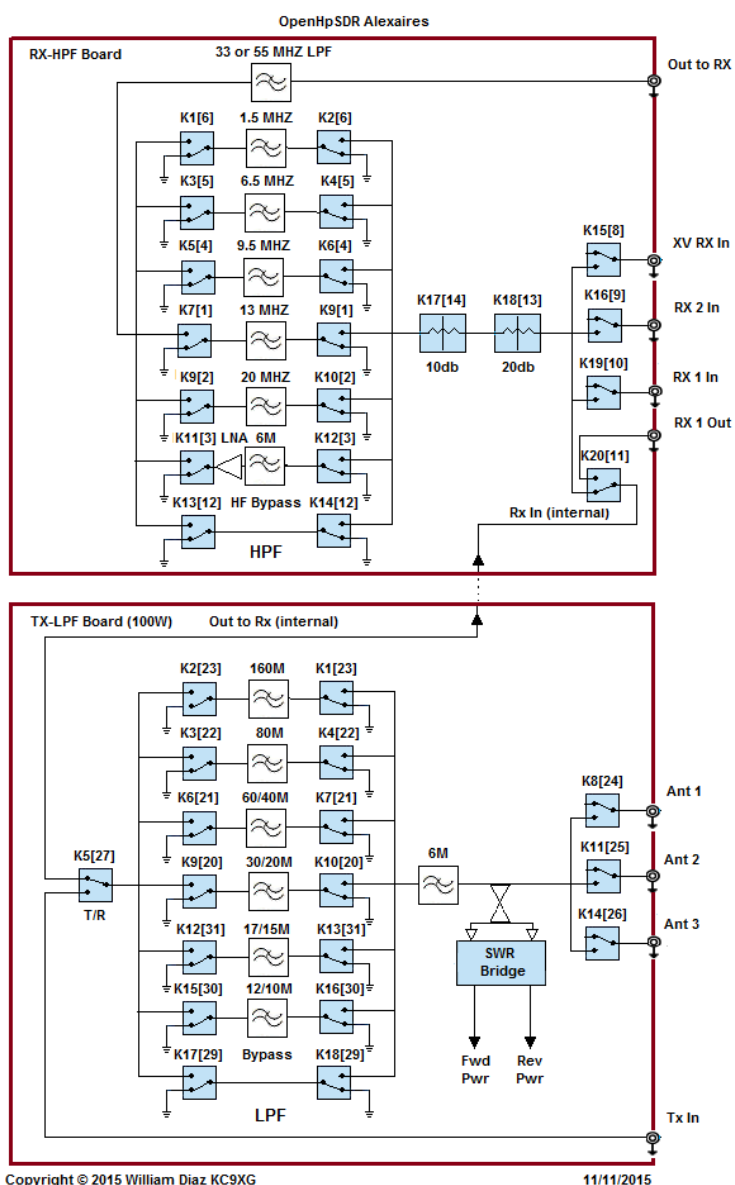 OpenHpSDR Alexaires
RX-HPF Board
33 or 55 MHZ LPF
Out to RX
K1[6] 1.5 MHZ K2[6]
K3[5] 6.5 MHZ K4[5]
K15[8]
XV RX In
K5[4] 9.5 MHZ K6[4]
K17[14] K18[13] K16[9]
RX 2 In
K7[1] 13 MHZ K9[1]
10db 20db
K19[10]
RX 1 In
K9[2] 20 MHZ K10[2]
RX 1 Out
K11[3] LNA 6M K12[3]
K20[11]
K13[12] HF Bypass K14[12]
Rx In (internal)
HPF
TX-LPF Board (100W) Out to Rx (internal)
K2[23] 160M K1[23]
K3[22] 80M K4[22]
K8[24]
Ant 1
K6[21] 60/40M K7[21]
K5[27]
6M
K11[25]
Ant 2
K9[20] 30/20M K10[20]
T/R
K14[26]
Ant 3
K12[31] 17/15M K13[31]
SWR
Bridge
K15[30] 12/10M K16[30]
K17[29] Bypass K18[29]
Fwd Rev
Pwr Pwr
LPF
Tx In
Copyright © 2015 William Diaz KC9XG
11/11/2015